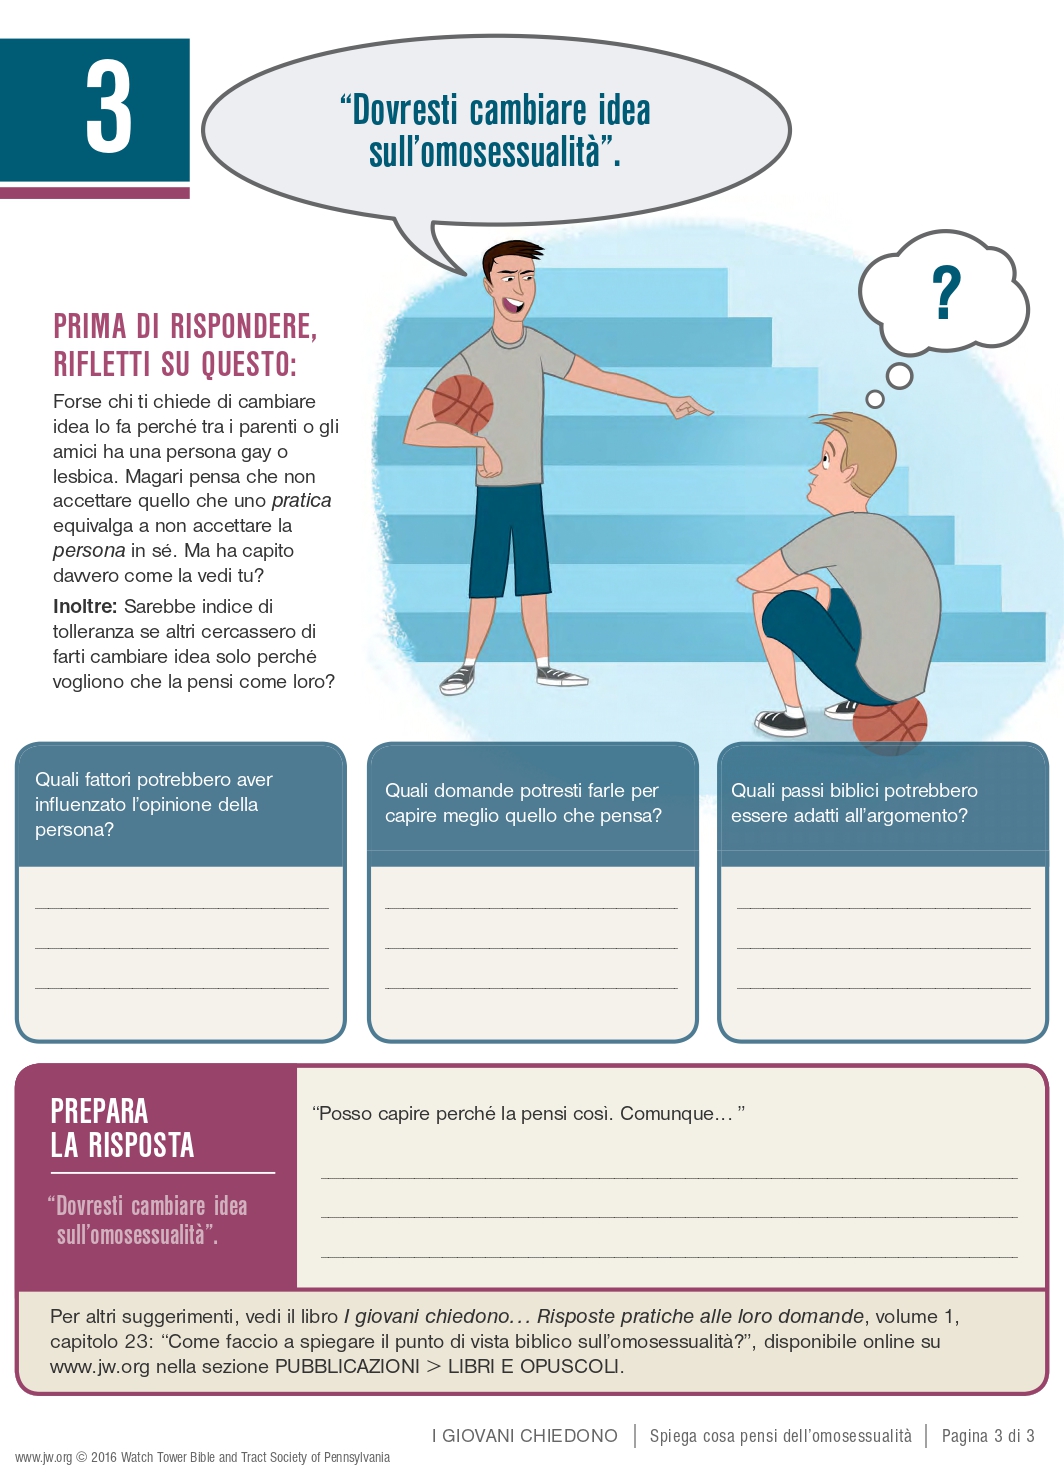 3
“Dovresti cambiare idea
sull’omosessualità”.
?
PRIMA DI RISPONDERE,
RIFLETTI SU QUESTO:
Forse chi ti chiede di cambiare
idea lo fa perché tra i parenti o gli
amici ha una persona gay o
lesbica. Magari pensa che non
accettare quello che uno pratica
equivalga a non accettare la
persona in sé. Ma ha capito
davvero come la vedi tu?
Inoltre: Sarebbe indice di
tolleranza se altri cercassero di
farti cambiare idea solo perché
vogliono che la pensi come loro?
Quali fattori potrebbero aver
influenzato l’opinione della
persona?
Quali domande potresti farle per
capire meglio quello che pensa?
Quali passi biblici potrebbero
essere adatti all’argomento?
PREPARA
LA RISPOSTA
“Dovresti cambiare idea
sull’omosessualità”.
“Posso capire perché la pensi così. Comunque... ”
Per altri suggerimenti, vedi il libro I giovani chiedono... Risposte pratiche alle loro domande, volume 1,
capitolo 23: “Come faccio a spiegare il punto di vista biblico sull’omosessualità?”, disponibile online su
www.jw.org nella sezione PUBBLICAZIONI > LIBRI E OPUSCOLI.
I GIOVANI CHIEDONO | Spiega cosa pensi dell’omosessualità | Pagina 3 di 3
www.jw.org © 2016 Watch Tower Bible and Tract Society of Pennsylvania